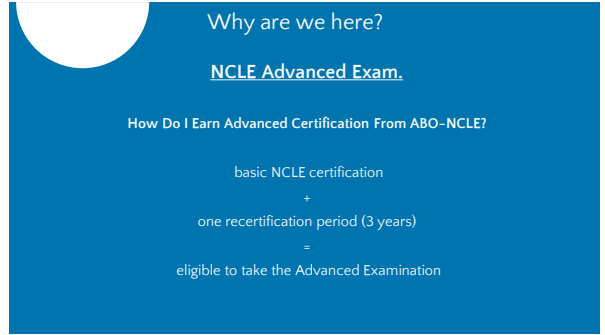 Why are we here?
NCLE Advanced Exam.
How Do I Earn Advanced Certification From ABO-NCLE?
basic NCLE certification
+
one recertification period (3 years)
=
eligible to take the Advanced Examination